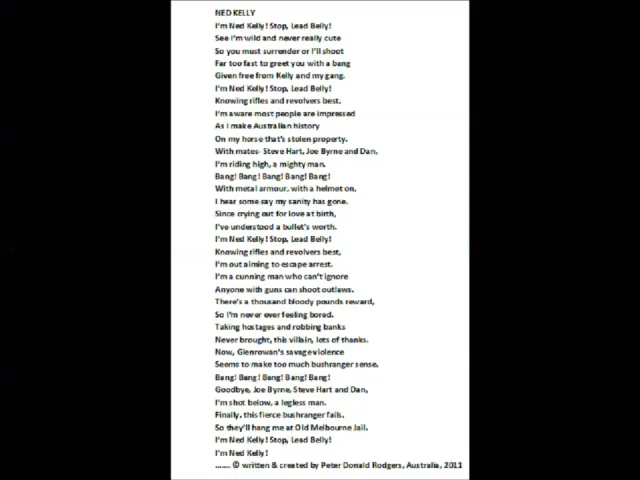 NED KELLY
I'm Ned Kelly! Stop, Lead Belly!
See I'm wild and never really cute
So you must surrender or I'll shoot
Far too fast to greet you with a bang
Given free from Kelly and my gang.
I'm Ned Kelly! Stop, Lead Belly!
Knowing rifles and revolvers best.
I'm aware most people are impressed
As I make Australian history
On my horse that's stolen property.
With mates- Steve Hart, Joe Byrne and Dan,
I'm riding high, a mighty man.
Bang! Bang! Bang! Bang! Bang!
With metal armour, with a helmet on,
I hear some say my sanity has gone.
Since crying out for love at birth,
I've understood a bullet's worth.
I'm Ned Kelly! Stop, Lead Belly!
Knowing rifles and revolvers best,
I'm out aiming to escape arrest.
I'm a cunning man who can't ignore
Anyone with guns can shoot outlaws.
There's a thousand bloody pounds reward,
So I'm never ever feeling bored.
Taking hostages and robbing banks
Never brought, this villain, lots of thanks.
Now, Glenrowan's savage violence
Seems to make too much bushranger sense.
Bang! Bang! Bang! Bang! Bang!
Goodbye, Joe Byrne, Steve Hart and Dan,
I'm shot below, a legless man.
Finally, this fierce bushranger fails.
So they'll hang me at Old Melbourne Jail.
I'm Ned Kelly! Stop, Lead Belly!
I'm Ned Kelly!
....... © written & created by Peter Donald Rodgers, Australia, 2011